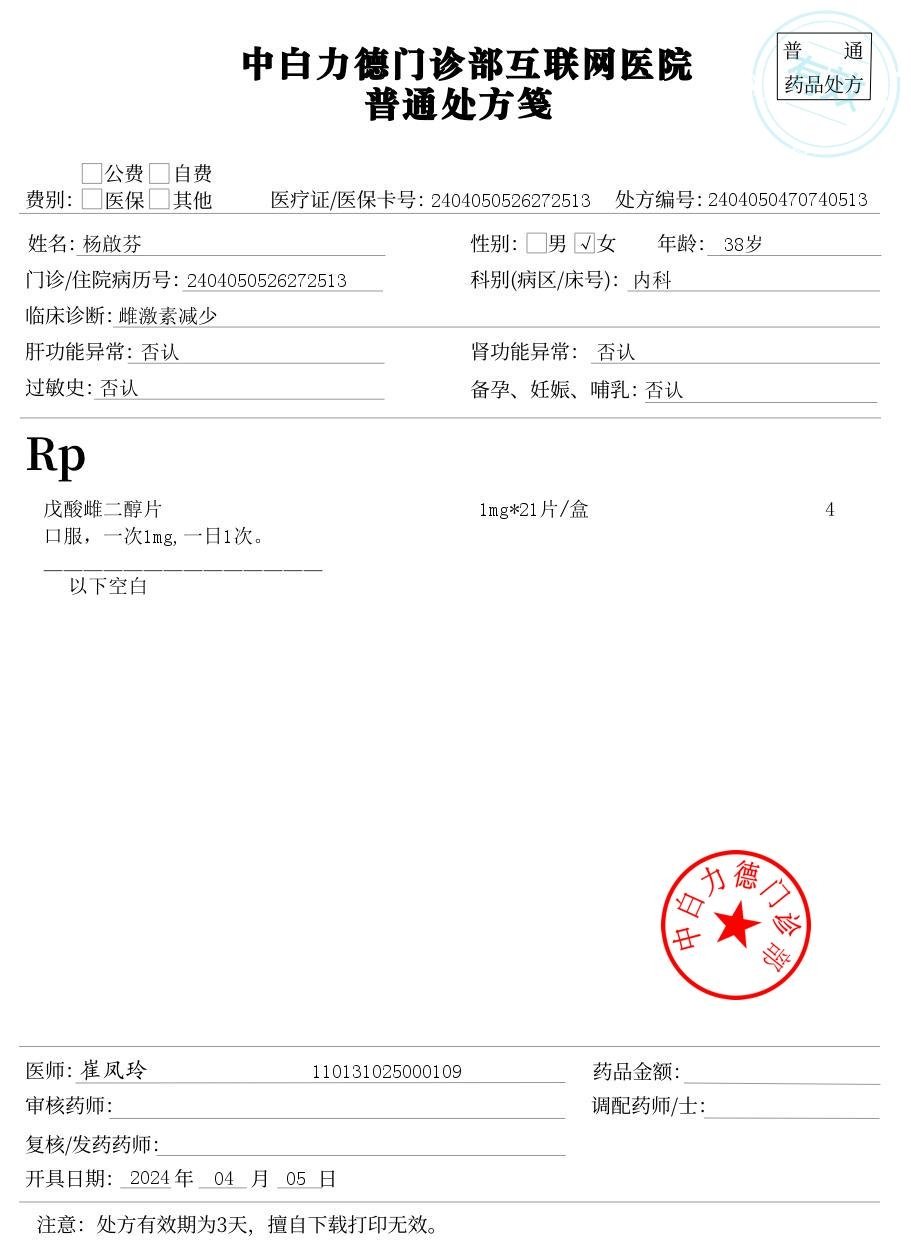 中白力德门诊部互联网医院
普通处方笺
普 通
药品处方
有效
公费 自费
费别: 医保 其他 医疗证/医保卡号: 2404050526272513 处方编号: 2404050470740513
姓名: 杨啟芬 性别: 男 √ 女 年龄: 38岁
门诊/住院病历号: 2404050526272513 科别(病区/床号): 内科
临床诊断: 雌激素减少
肝功能异常: 否认 肾功能异常: 否认
过敏史: 否认 备孕、妊娠、哺乳: 否认
Rp
戊酸雌二醇片 1mg*21片/盒 4
口服, 一次1mg, 一日1次。
以下空白
中白力德门诊部
医师: 崔凤玲 110131025000109 药品金额:
审核药师: 调配药师/士:
复核/发药药师:
开具日期: 2024 年 04 月 05 日
注意: 处方有效期为3天, 擅自下载打印无效。